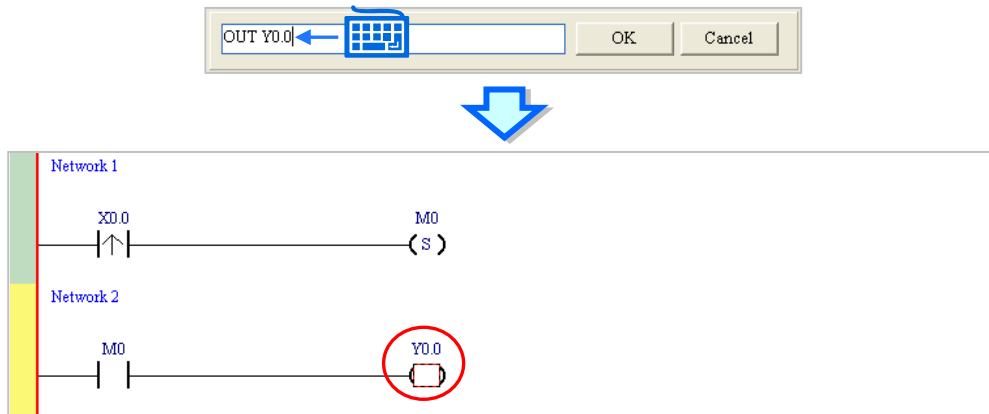 OUT Y0.0
OK
Cancel
Network 1
X0.0
M0
S
Network 2
M0
Y0.0